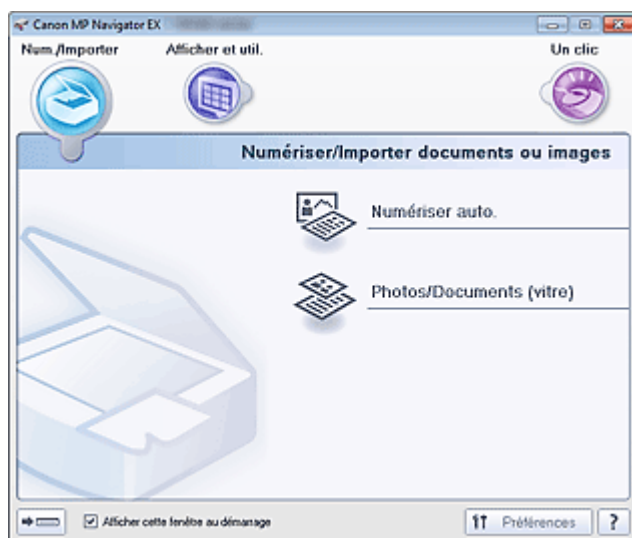 Canon MP Navigator EX
Num./Importer
Afficher et util.
Un clic
Numériser/Importer documents ou images
Numériser auto.
Photos/Documents (vitre)
Afficher cette fenêtre au démarrage
Préférences
?